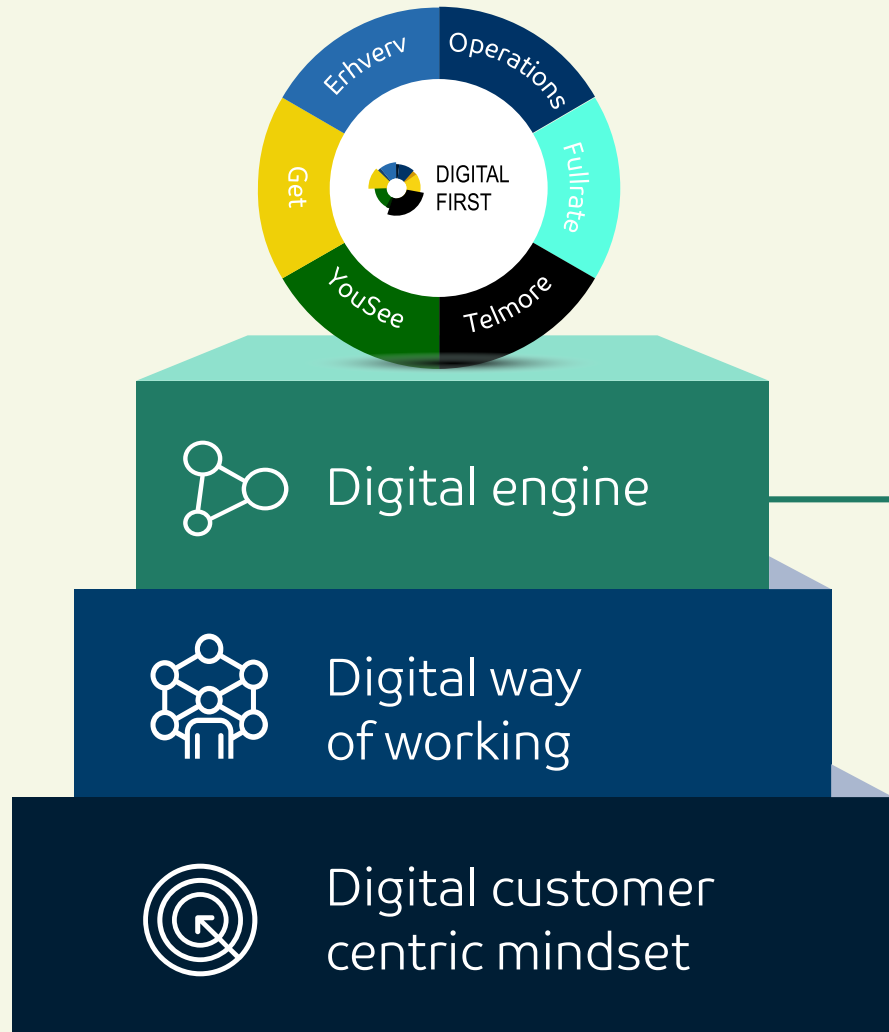 Erhverv
Operations
Get
Fullrate
DIGITAL
FIRST
YouSee
Telmore
Digital engine
Digital way
of working
Digital customer
centric mindset